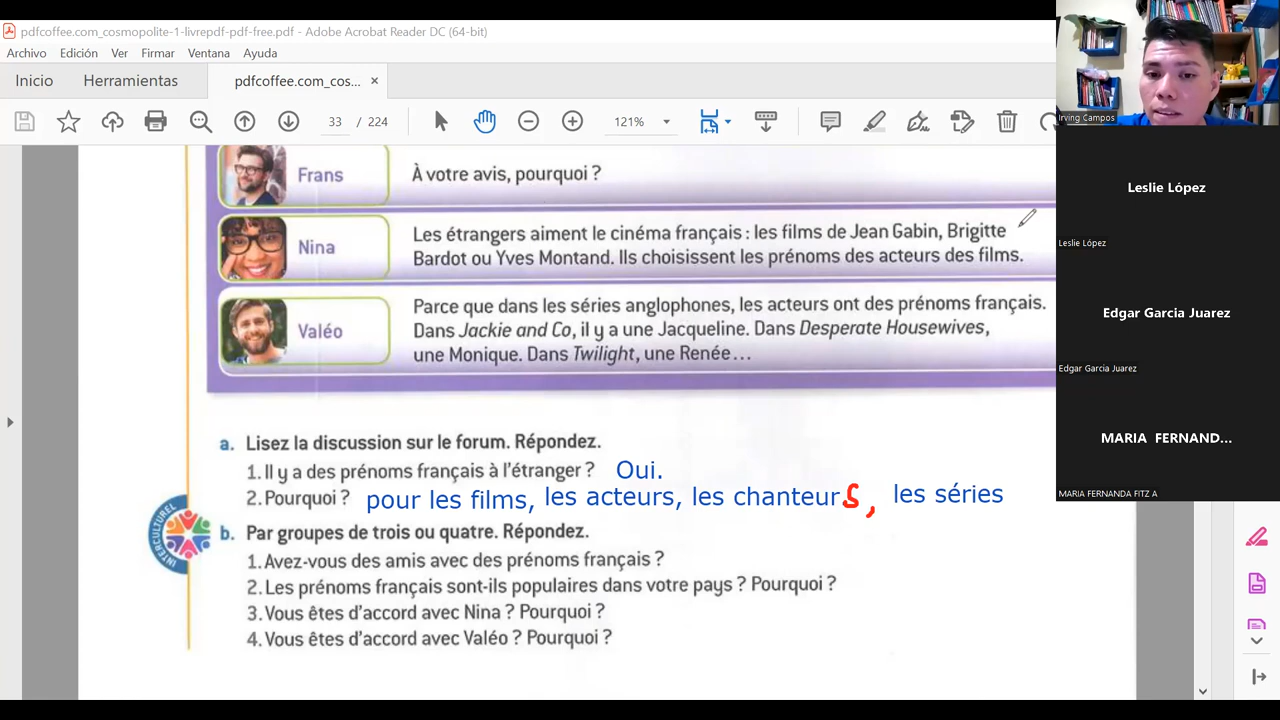 pdfcoffee.com_cosmopolite-1-livrepdf-pdf-free.pdf - Adobe Acrobat Reader DC (64-bit)
Archivo Edición Ver Firmar Ventana Ayuda
Inicio Herramientas pdfcoffee.com_cos... ×
33 / 224 121%
Frans À votre avis, pourquoi ?
Nina Les étrangers aiment le cinéma français : les films de Jean Gabin, Brigitte
Bardot ou Yves Montand. Ils choisissent les prénoms des acteurs des films.
Valéo Parce que dans les séries anglophones, les acteurs ont des prénoms français.
Dans Jackie and Co, il y a une Jacqueline. Dans Desperate Housewives,
une Monique. Dans Twilight, une Renée...
a. Lisez la discussion sur le forum. Répondez.
1. Il y a des prénoms français à l'étranger ? Oui.
2. Pourquoi ? pour les films, les acteurs, les chanteurs, les séries
INTERCULTUREL
b. Par groupes de trois ou quatre. Répondez.
1. Avez-vous des amis avec des prénoms français ?
2. Les prénoms français sont-ils populaires dans votre pays ? Pourquoi ?
3. Vous êtes d'accord avec Nina ? Pourquoi ?
4. Vous êtes d'accord avec Valéo ? Pourquoi ?
Irving Campos
Leslie López
Leslie López
Edgar Garcia Juarez
Edgar Garcia Juarez
MARIA FERNAND...
MARIA FERNANDA FITZ A